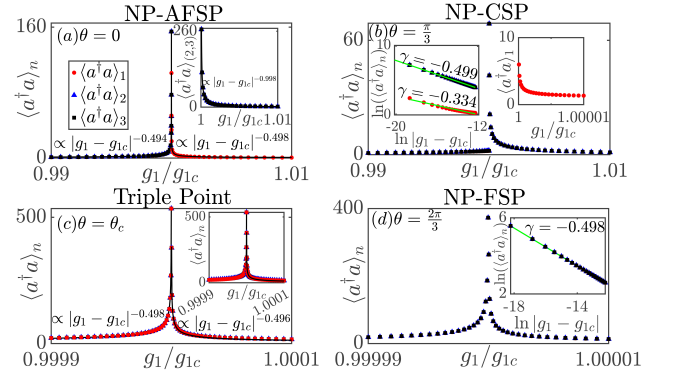 NP-AFSP
160
(a)θ = 0
⟨a†a⟩1
⟨a†a⟩2
⟨a†a⟩3
⟨a†a⟩n
0
∝ |g1 − g1c|^−0.494
∝ |g1 − g1c|^−0.498
0.99
g1/g1c
1.01
260
⟨a†a⟩(2,3)
∝ |g1 − g1c|^−0.998
0
1
g1/g1c
1.01
NP-CSP
60
(b)θ = π/3
⟨a†a⟩n
0
0.99
g1/g1c
1.01
10
ln(⟨a†a⟩n)
0
γ = −0.499
γ = −0.334
-20
-12
ln|g1 − g1c|
10
⟨a†a⟩1
0
1
1.00001
g1/g1c
Triple Point
500
(c)θ = θc
⟨a†a⟩n
0
∝ |g1 − g1c|^−0.498
∝ |g1 − g1c|^−0.496
0.9999
g1/g1c
1.0001
500
⟨a†a⟩n
0
0.9999
g1/g1c
1.0001
NP-FSP
400
(d)θ = 2π/3
⟨a†a⟩n
0
0.99999
g1/g1c
1.00001
6
ln(⟨a†a⟩n)
2
γ = −0.498
-18
-14
ln|g1 − g1c|